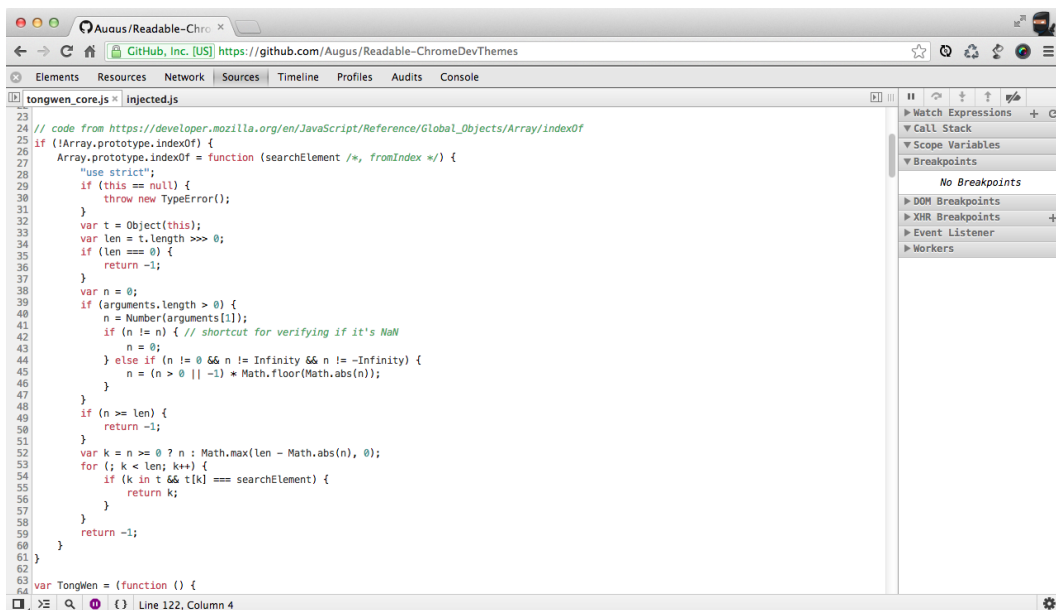 Augus/Readable-Chro ×
GitHub, Inc. [US] https://github.com/Augus/Readable-ChromeDevThemes
Elements Resources Network Sources Timeline Profiles Audits Console
tongwen_core.js × injected.js
23
24 // code from https://developer.mozilla.org/en/JavaScript/Reference/Global_Objects/Array/indexOf
25 if (!Array.prototype.indexOf) {
26     Array.prototype.indexOf = function (searchElement /*, fromIndex */) {
27         "use strict";
28         if (this == null) {
29             throw new TypeError();
30         }
31         var t = Object(this);
32         var len = t.length >>> 0;
33         if (len === 0) {
34             return -1;
35         }
36         var n = 0;
37         if (arguments.length > 0) {
38             n = Number(arguments[1]);
39             if (n != n) { // shortcut for verifying if it's NaN
40                 n = 0;
41             } else if (n != 0 && n != Infinity && n != -Infinity) {
42                 n = (n > 0 || -1) * Math.floor(Math.abs(n));
43             }
44         }
45         if (n >= len) {
46             return -1;
47         }
48         var k = n >= 0 ? n : Math.max(len - Math.abs(n), 0);
49         for (; k < len; k++) {
50             if (k in t && t[k] === searchElement) {
51                 return k;
52             }
53         }
54         return -1;
55     }
56 }
57
58 var TongWen = (function () {
59
60
61
62
63
64
Watch Expressions + C
Call Stack
Scope Variables
Breakpoints
No Breakpoints
DOM Breakpoints
XHR Breakpoints +
Event Listener
Workers
{ } Line 122, Column 4